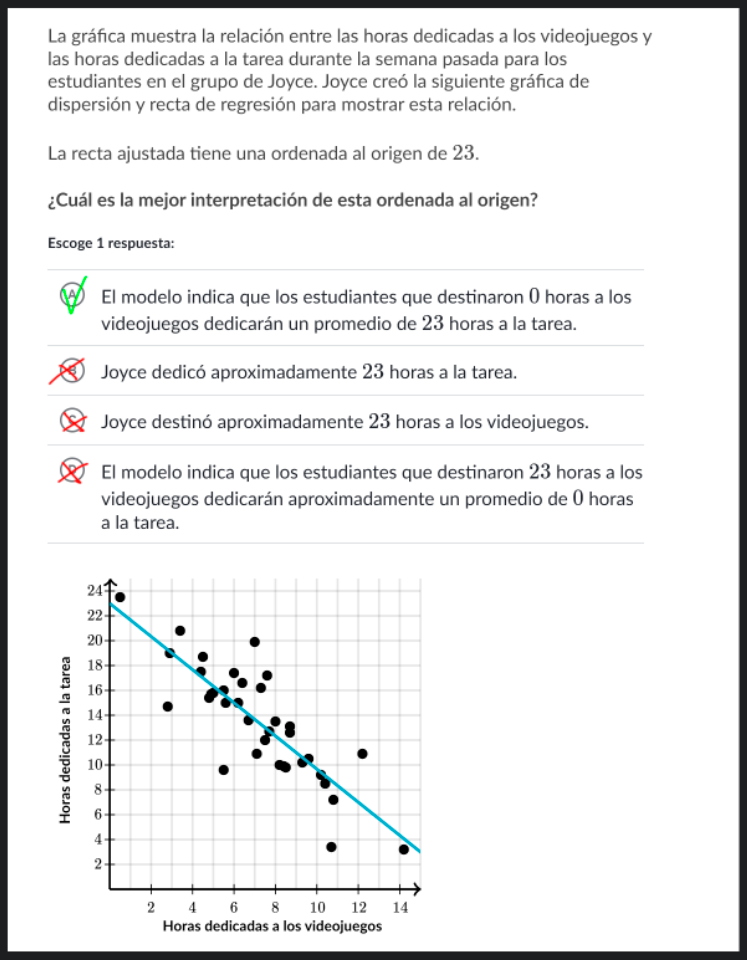 La gráfica muestra la relación entre las horas dedicadas a los videojuegos y
las horas dedicadas a la tarea durante la semana pasada para los
estudiantes en el grupo de Joyce. Joyce creó la siguiente gráfica de
dispersión y recta de regresión para mostrar esta relación.
La recta ajustada tiene una ordenada al origen de 23.
¿Cuál es la mejor interpretación de esta ordenada al origen?
Escoge 1 respuesta:
A El modelo indica que los estudiantes que destinaron 0 horas a los
videojuegos dedicarán un promedio de 23 horas a la tarea.
B Joyce dedicó aproximadamente 23 horas a la tarea.
C Joyce destinó aproximadamente 23 horas a los videojuegos.
D El modelo indica que los estudiantes que destinaron 23 horas a los
videojuegos dedicarán aproximadamente un promedio de 0 horas
a la tarea.
Horas dedicadas a la tarea
24
22
20
18
16
14
12
10
8
6
4
2
2 4 6 8 10 12 14
Horas dedicadas a los videojuegos